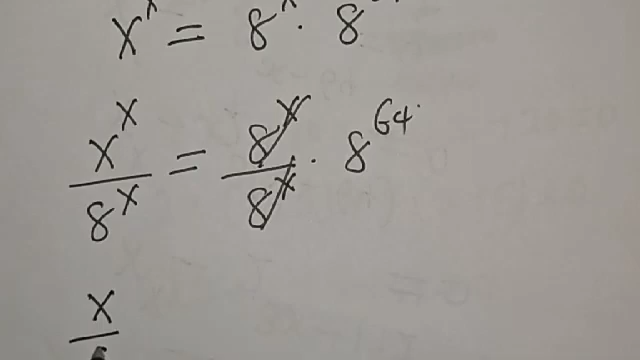 x^x = 8^x · 8
x^x / 8^x = 8^x / 8^x · 8^64
x